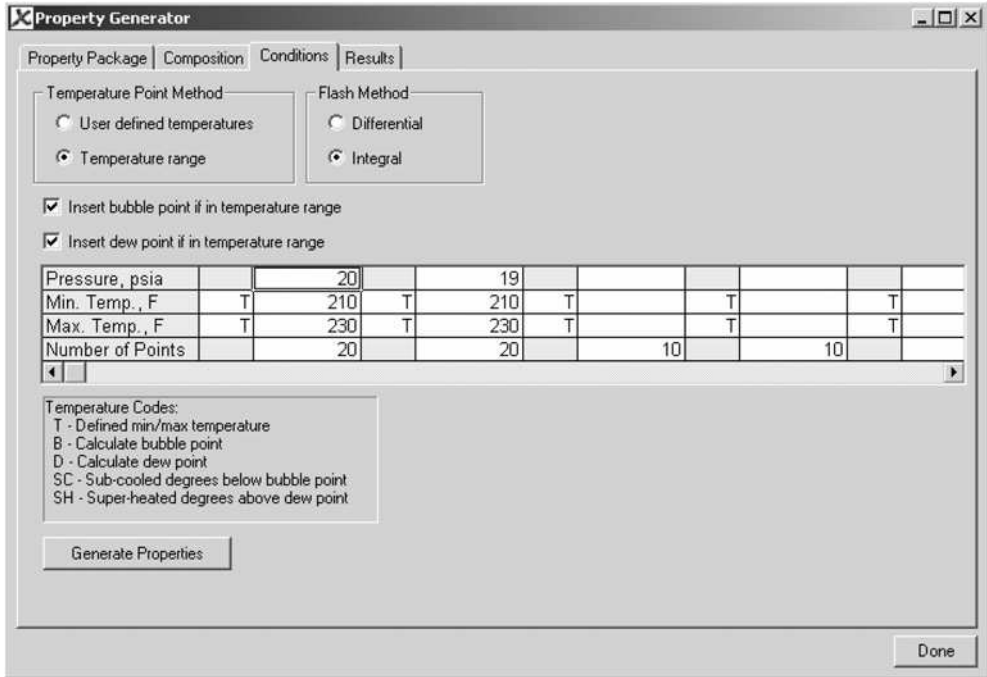 Property Generator
Property Package Composition Conditions Results
Temperature Point Method Flash Method
User defined temperatures Differential
Temperature range Integral
Insert bubble point if in temperature range
Insert dew point if in temperature range
Pressure, psia 20 19
Min. Temp., F T 210 T 210 T T T
Max. Temp., F T 230 T 230 T T T
Number of Points 20 20 10 10
Temperature Codes:
T - Defined min/max temperature
B - Calculate bubble point
D - Calculate dew point
SC - Sub-cooled degrees below bubble point
SH - Super-heated degrees above dew point
Generate Properties
Done